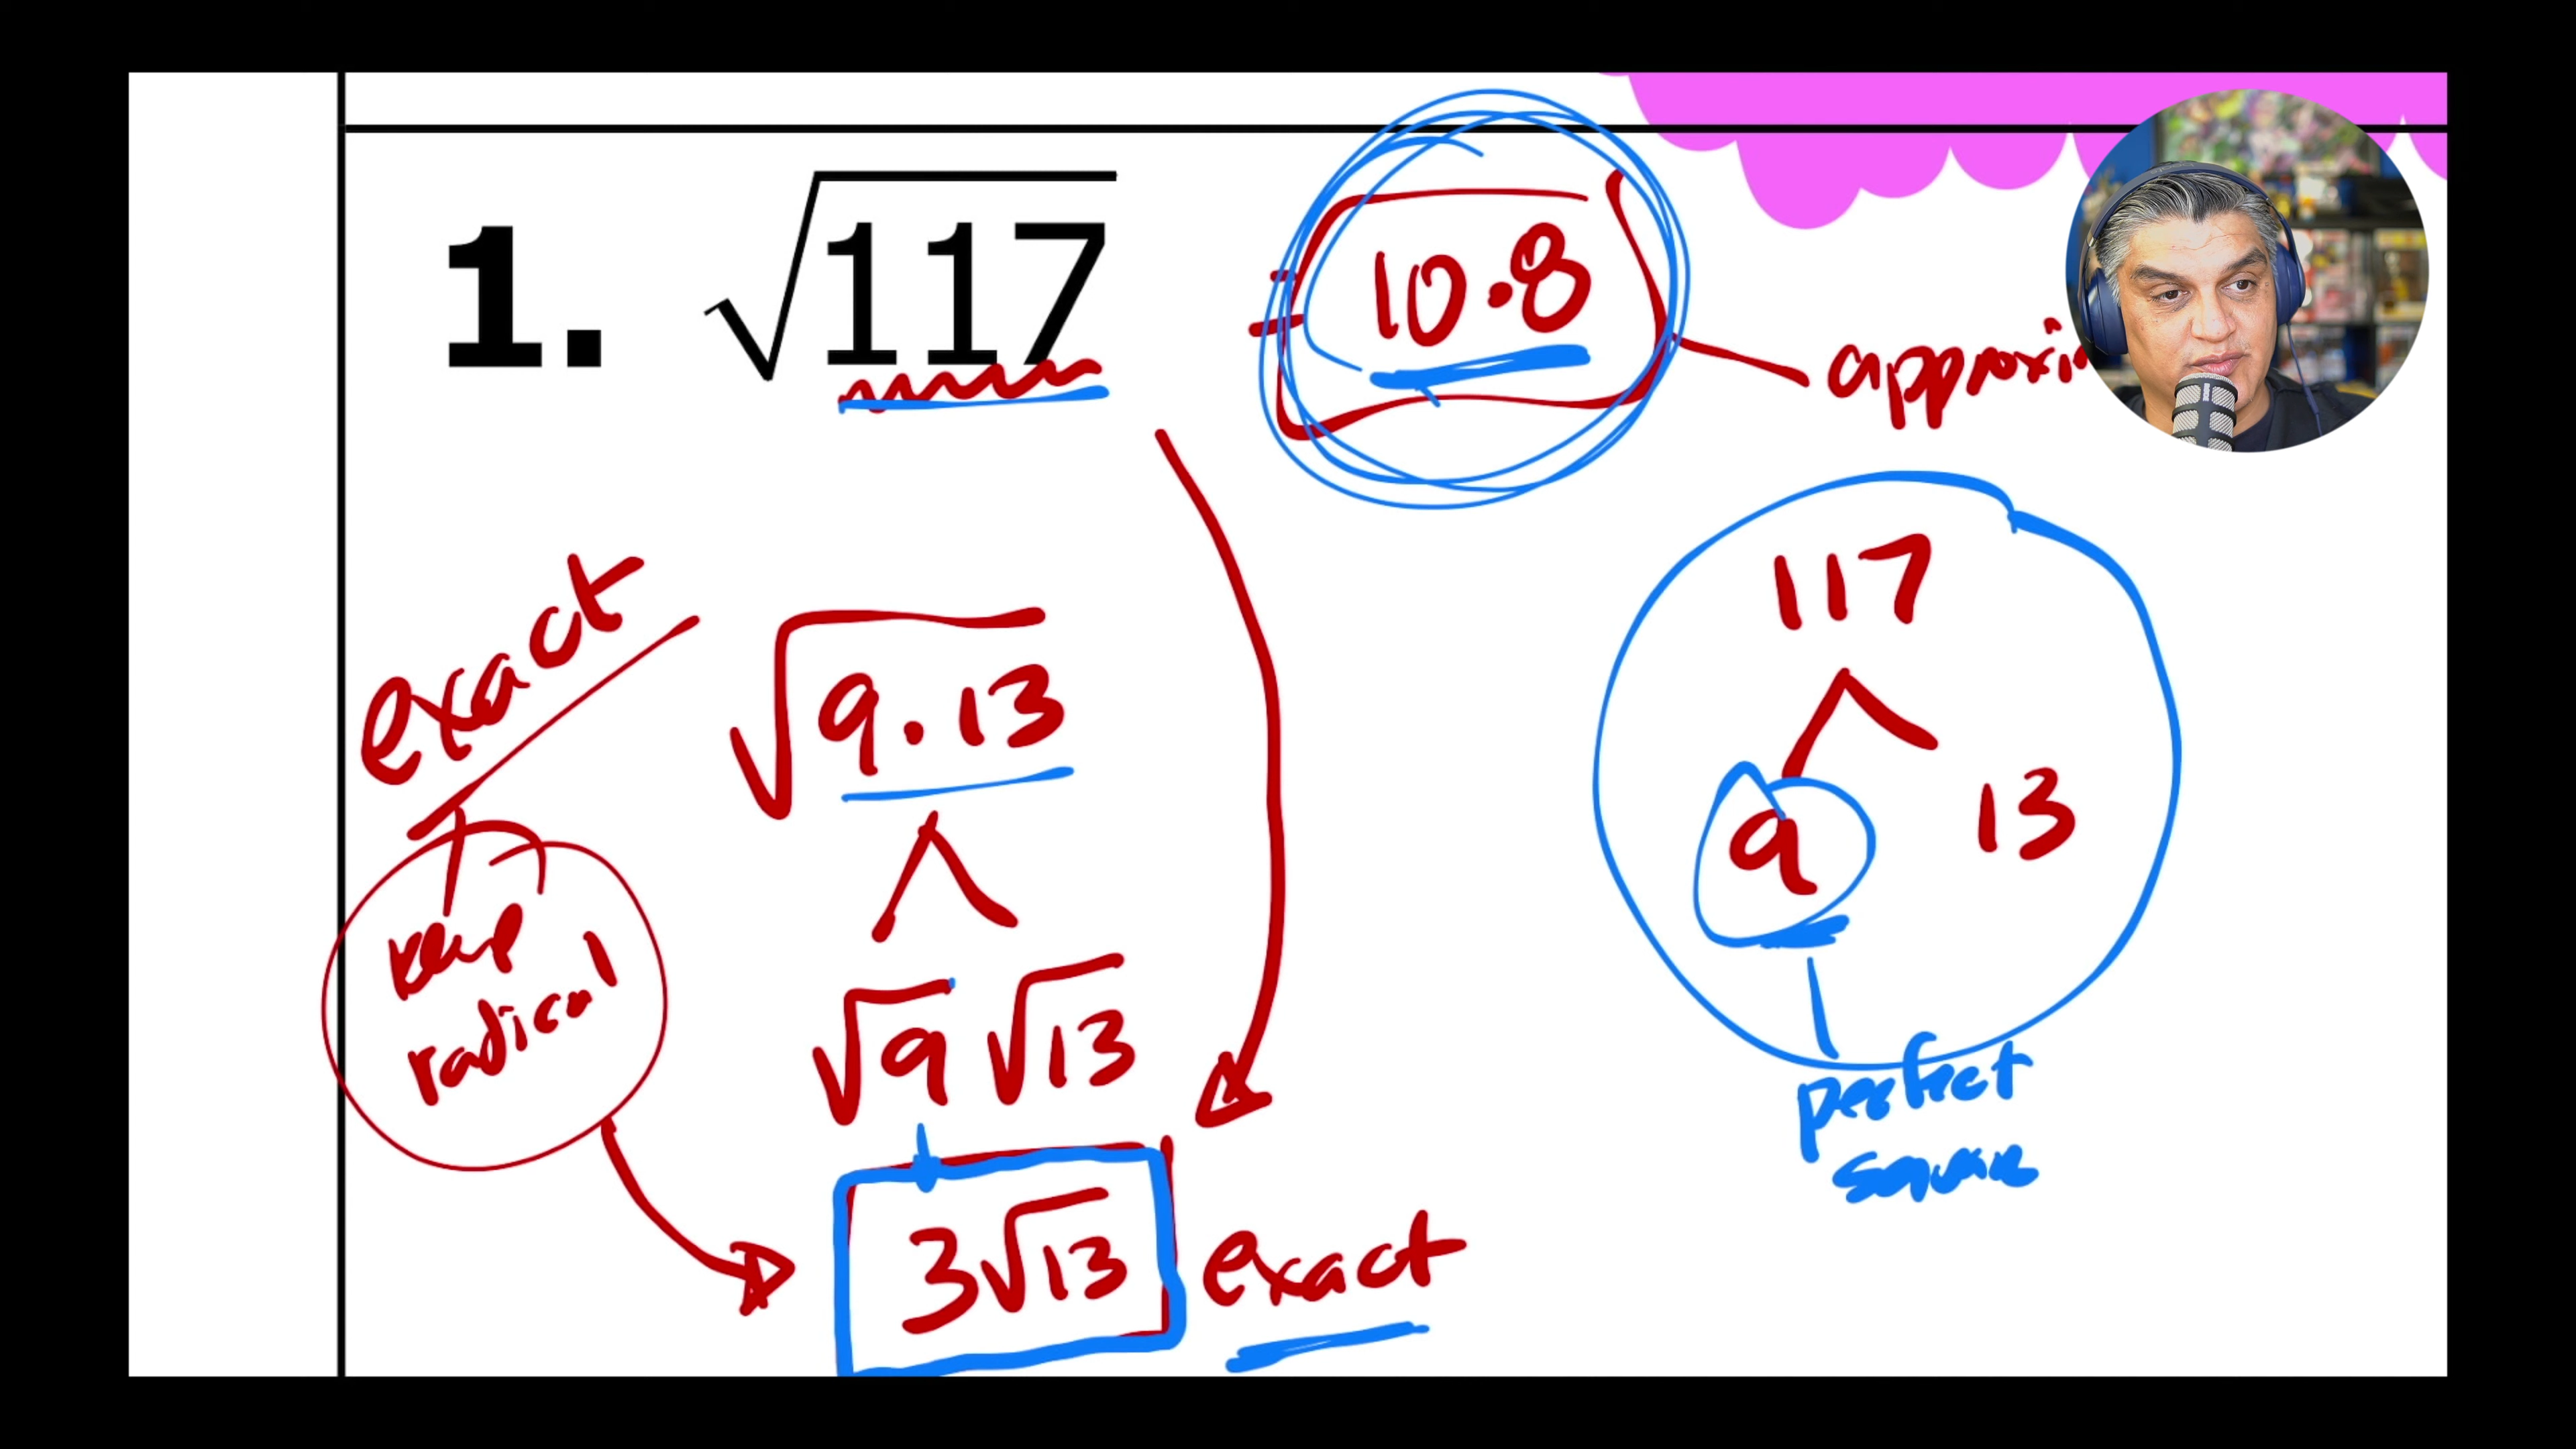 1. √117 = 10.8
approxi
117
9 13
perfect
square
exact
keep
radical
√9·13
√9 √13
3√13 exact